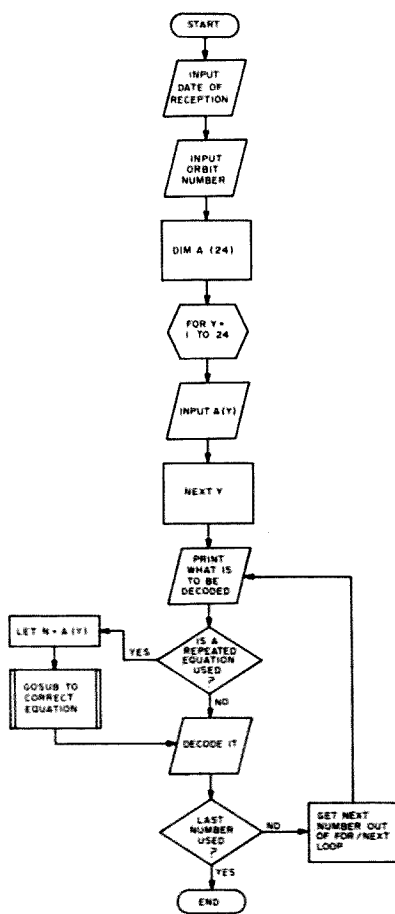 START
INPUT
DATE OF
RECEPTION
INPUT
ORBIT
NUMBER
DIM A (24)
FOR Y =
1 TO 24
INPUT A(Y)
NEXT Y
PRINT
WHAT IS
TO BE
DECODED
IS A
REPEATED
EQUATION
USED
?
YES
LET N = A (Y)
GOSUB TO
CORRECT
EQUATION
NO
DECODE IT
LAST
NUMBER
USED
?
NO
GET NEXT
NUMBER OUT
OF FOR/NEXT
LOOP
YES
END